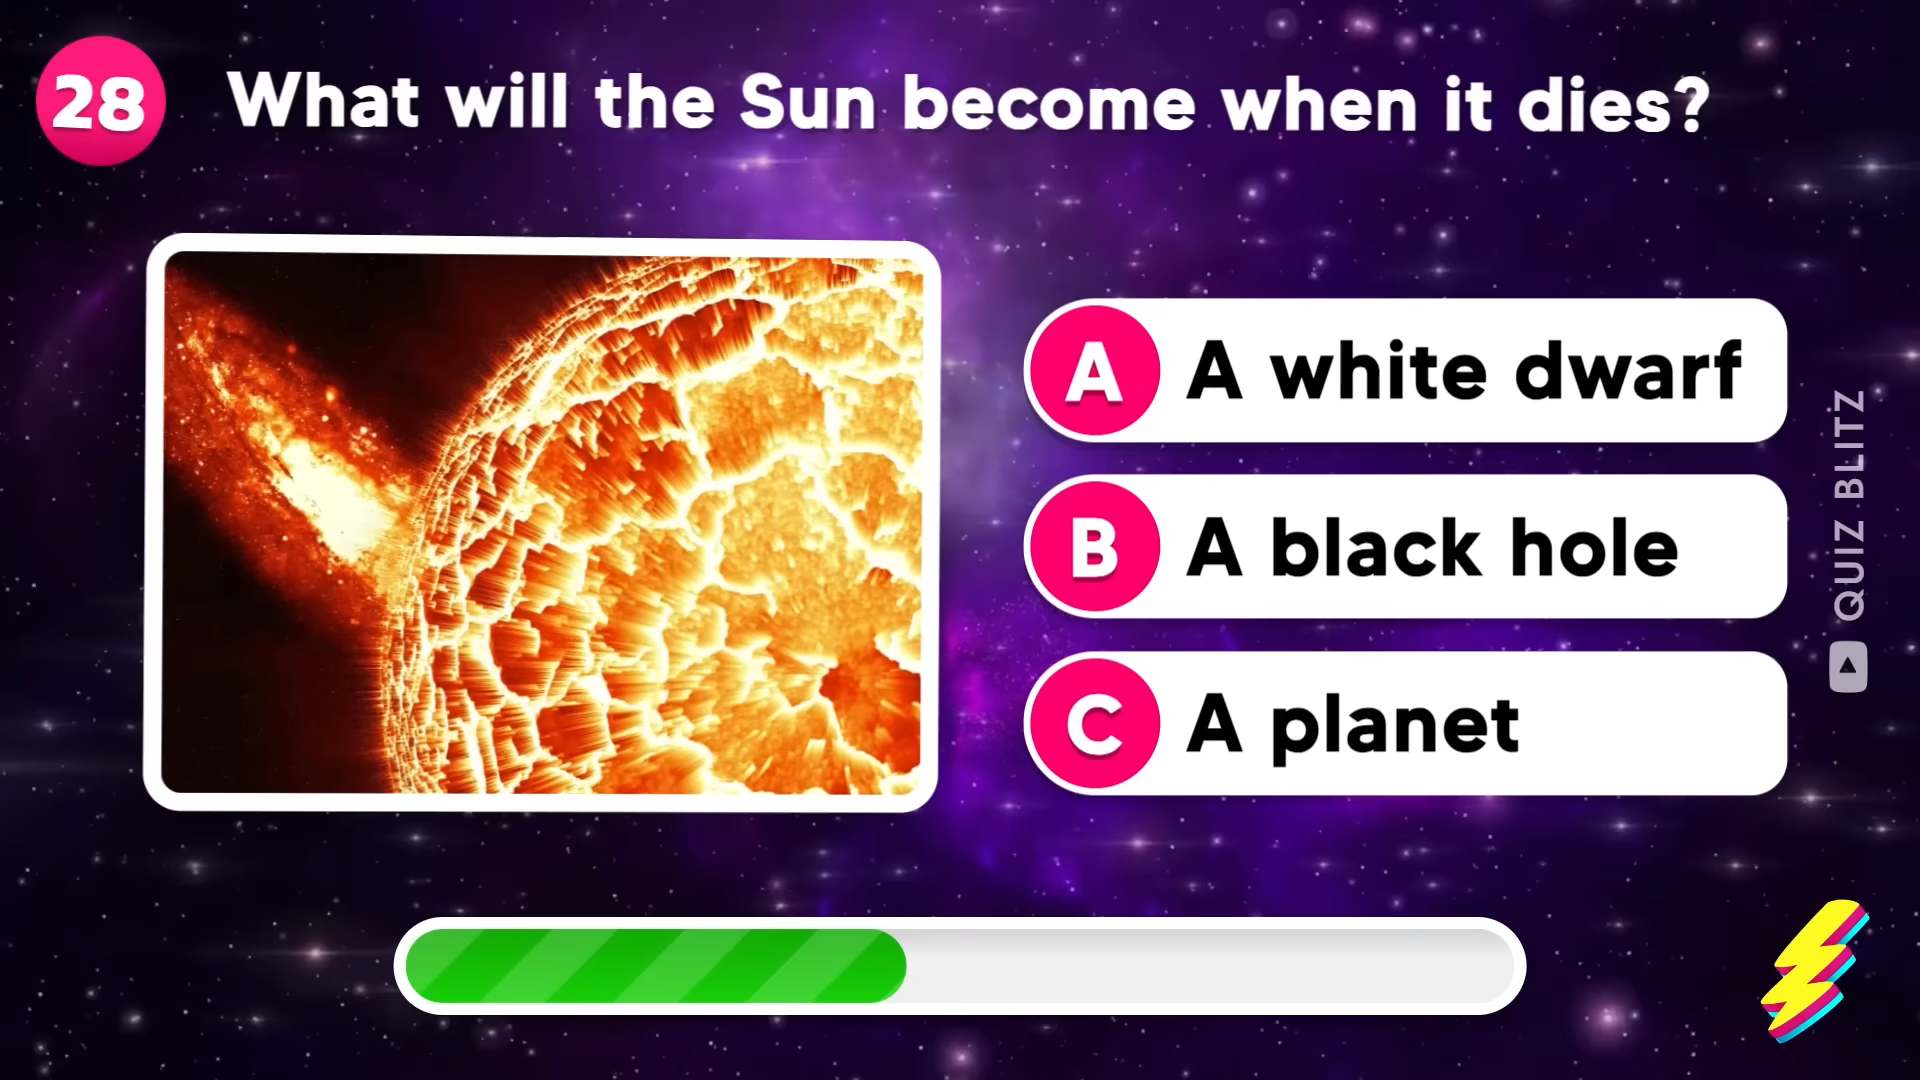 28
What will the Sun become when it dies?
A A white dwarf
B A black hole
C A planet
QUIZ BLITZ